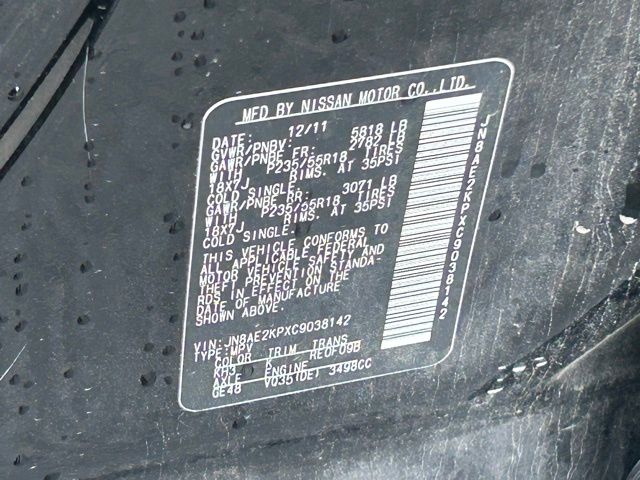 MFD BY NISSAN MOTOR CO.,LTD.
DATE: 12/11
GVWR/PNBV: 5818 LB
GAWR/PNBE FR: 2782 LB
WITH P235/55R18 TIRES
18X7J RIMS. AT 35PSI
COLD SINGLE.
GAWR/PNBE RR: 3071 LB
WITH P235/55R18 TIRES
18X7J RIMS. AT 35PSI
COLD SINGLE.
THIS VEHICLE CONFORMS TO
ALL APPLICABLE FEDERAL
MOTOR VEHICLE SAFETY AND
THEFT PREVENTION STANDA-
RDS IN EFFECT ON THE
DATE OF MANUFACTURE
SHOWN ABOVE.
VIN: JN8AE2KPXC9038142
TYPE: MPV
COLOR TRIM TRANS
KH3 RE0F09B
AXLE ENGINE
GE48 VQ35(DE) 3498CC
JN8AE2KPXC9038142